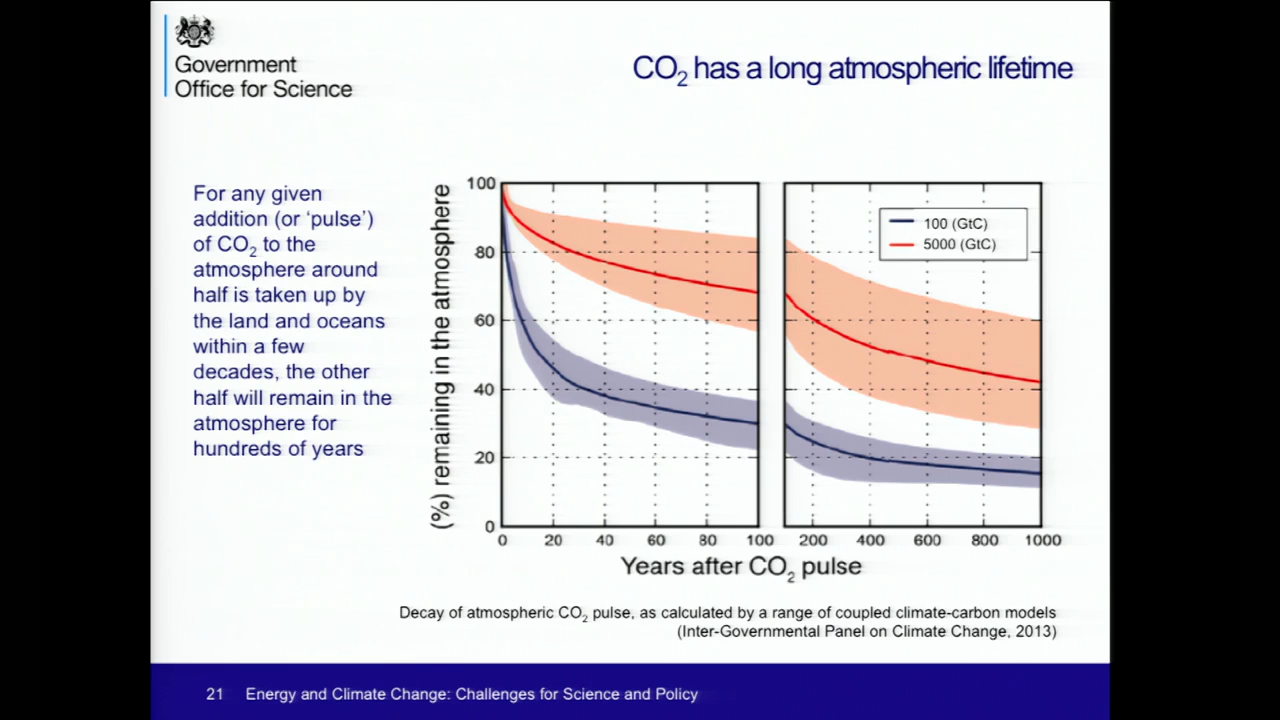 Government
Office for Science
CO2 has a long atmospheric lifetime
For any given
addition (or ‘pulse’)
of CO2 to the
atmosphere around
half is taken up by
the land and oceans
within a few
decades, the other
half will remain in the
atmosphere for
hundreds of years
(%) remaining in the atmosphere
100
80
60
40
20
0
100 (GtC)
5000 (GtC)
0 20 40 60 80 100 200 400 600 800 1000
Years after CO2 pulse
Decay of atmospheric CO2 pulse, as calculated by a range of coupled climate-carbon models
(Inter-Governmental Panel on Climate Change, 2013)
21 Energy and Climate Change: Challenges for Science and Policy